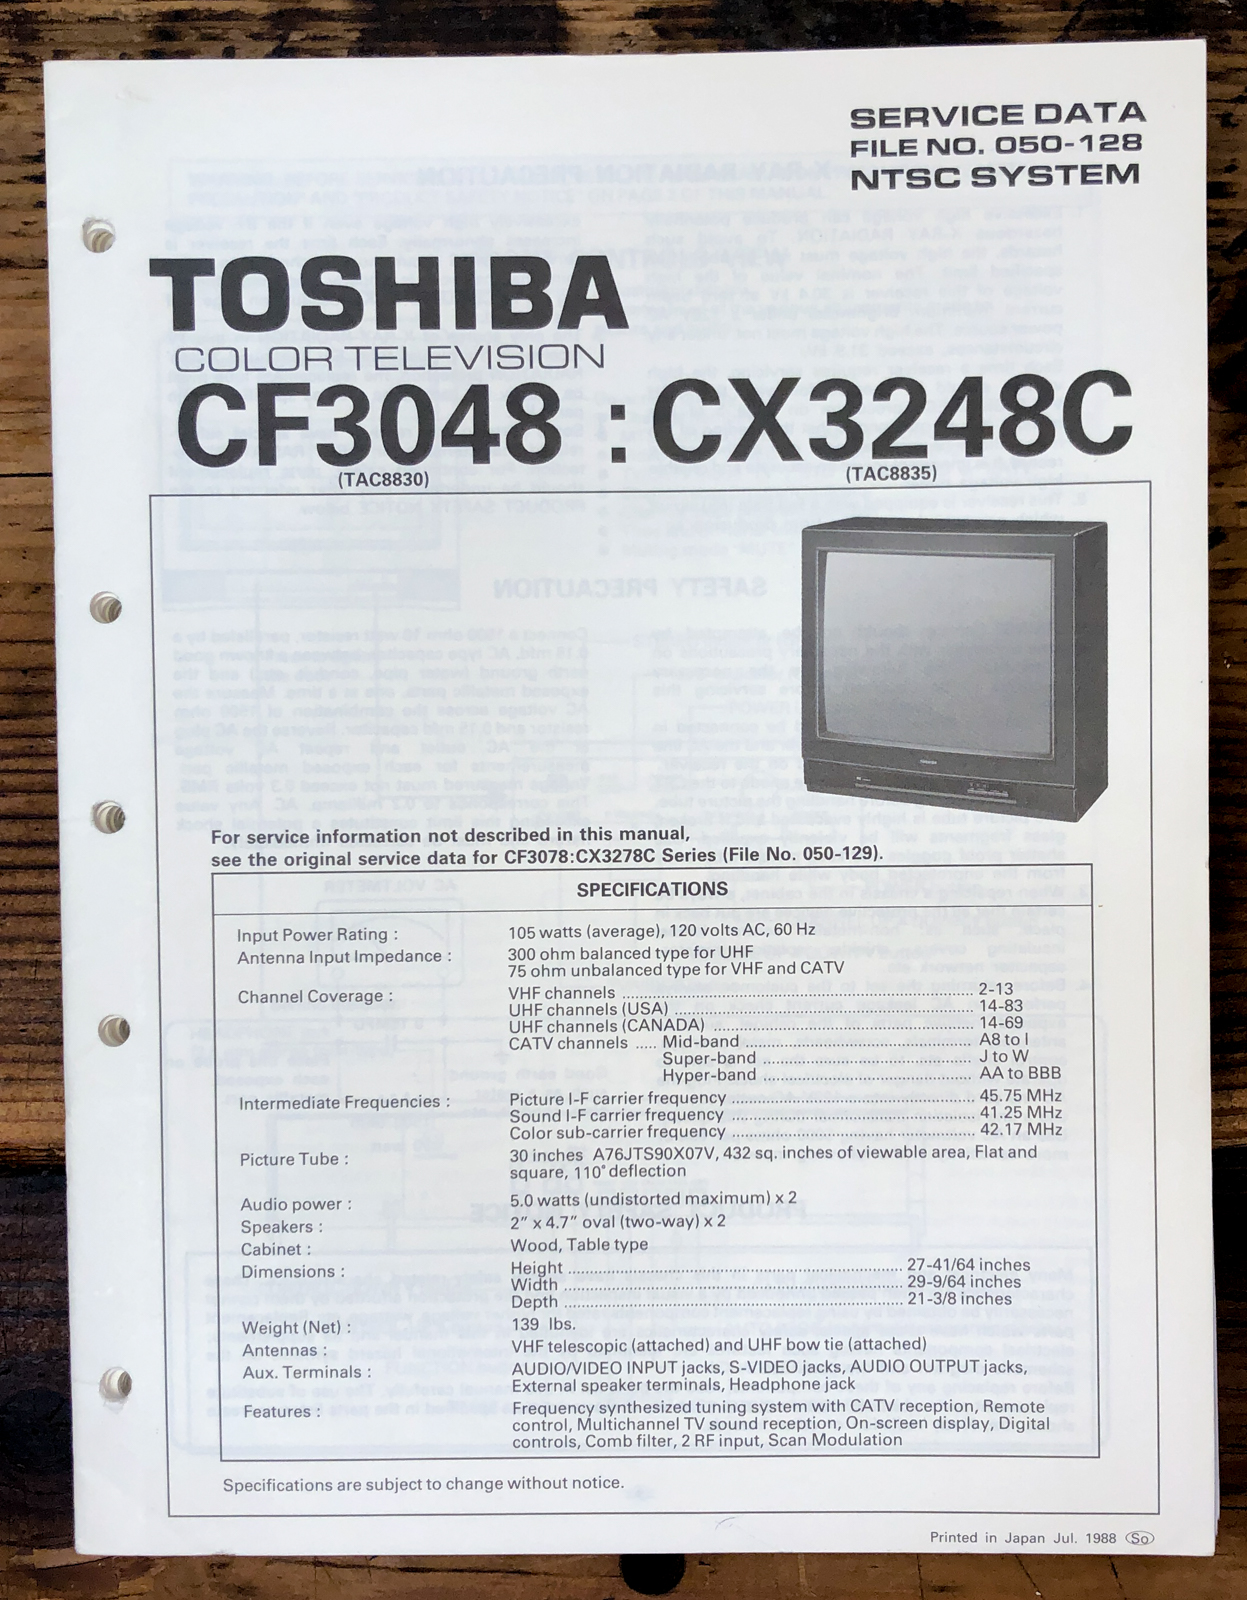 SERVICE DATA
FILE NO. 050-128
NTSC SYSTEM
TOSHIBA
COLOR TELEVISION
CF3048 : CX3248C
(TAC8830) (TAC8835)
For service information not described in this manual,
see the original service data for CF3078:CX3278C Series (File No. 050-129).
SPECIFICATIONS
Input Power Rating : 105 watts (average), 120 volts AC, 60 Hz
Antenna Input Impedance : 300 ohm balanced type for UHF
75 ohm unbalanced type for VHF and CATV
Channel Coverage : VHF channels ........ 2-13
UHF channels (USA) ........ 14-83
UHF channels (CANADA) ........ 14-69
CATV channels ..... Mid-band ........ A8 to I
Super-band ........ J to W
Hyper-band ........ AA to BBB
Intermediate Frequencies : Picture I-F carrier frequency ........ 45.75 MHz
Sound I-F carrier frequency ........ 41.25 MHz
Color sub-carrier frequency ........ 42.17 MHz
Picture Tube : 30 inches A76JTS90X07V, 432 sq. inches of viewable area, Flat and
square, 110° deflection
Audio power : 5.0 watts (undistorted maximum) x 2
Speakers : 2" x 4.7" oval (two-way) x 2
Cabinet : Wood, Table type
Dimensions : Height ........ 27-41/64 inches
Width ........ 29-9/64 inches
Depth ........ 21-3/8 inches
Weight (Net) : 139 lbs.
Antennas : VHF telescopic (attached) and UHF bow tie (attached)
Aux. Terminals : AUDIO/VIDEO INPUT jacks, S-VIDEO jacks, AUDIO OUTPUT jacks,
External speaker terminals, Headphone jack
Features : Frequency synthesized tuning system with CATV reception, Remote
control, Multichannel TV sound reception, On-screen display, Digital
controls, Comb filter, 2 RF input, Scan Modulation
Specifications are subject to change without notice.
Printed in Japan Jul. 1988 So